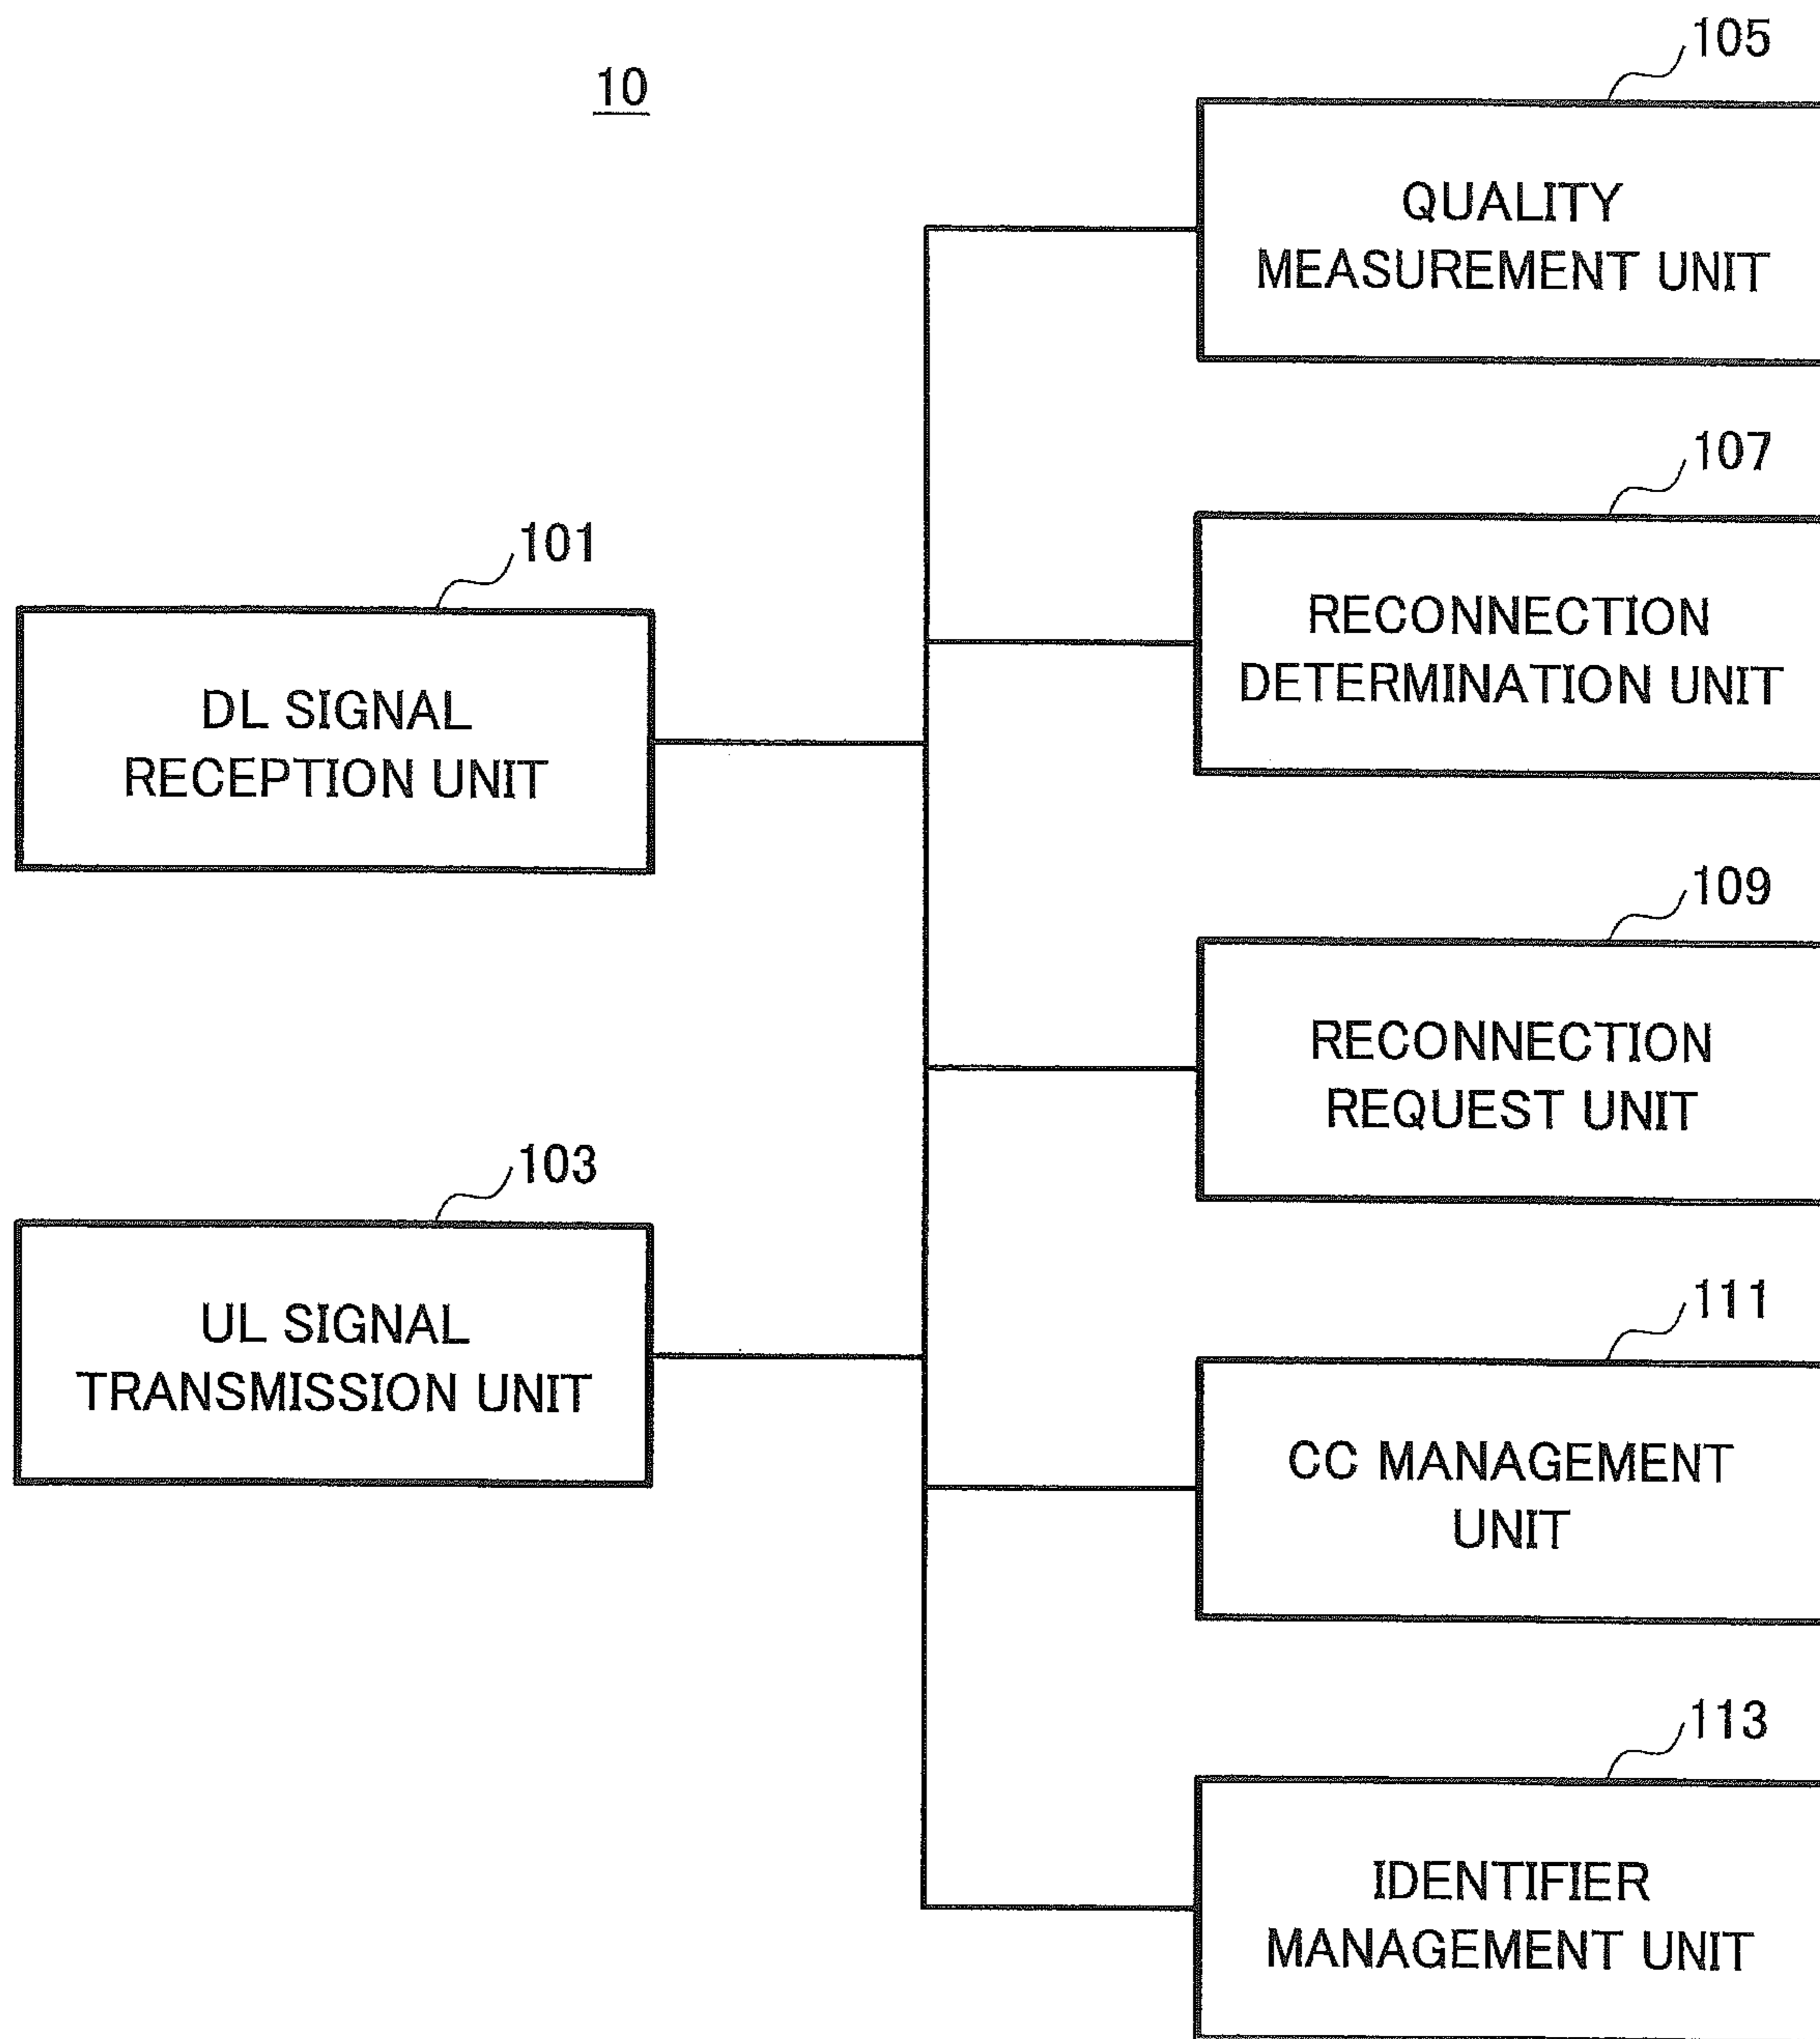 10
105
QUALITY
MEASUREMENT UNIT
107
RECONNECTION
DETERMINATION UNIT
101
DL SIGNAL
RECEPTION UNIT
109
RECONNECTION
REQUEST UNIT
103
UL SIGNAL
TRANSMISSION UNIT
111
CC MANAGEMENT
UNIT
113
IDENTIFIER
MANAGEMENT UNIT